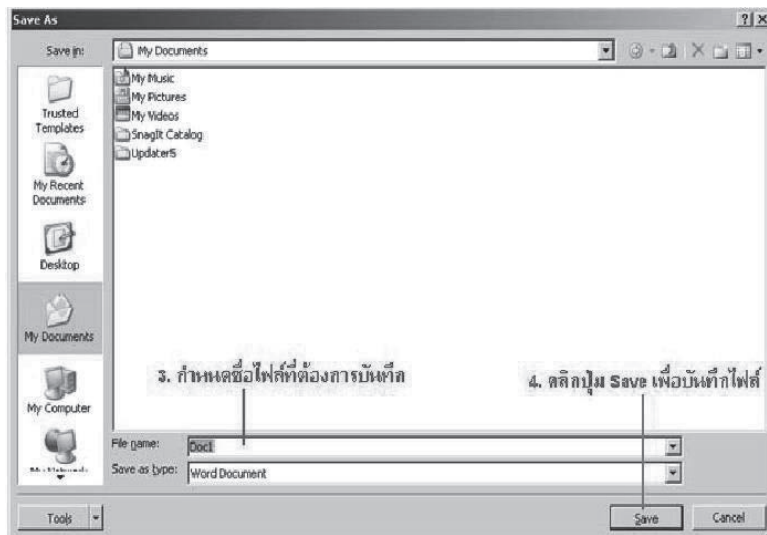 Save As
Save in:
My Documents
My Music
My Pictures
My Videos
SnagIt Catalog
Updater5
Trusted
Templates
My Recent
Documents
Desktop
My Documents
My Computer
3. กำหนดชื่อไฟล์ที่ต้องการบันทึก
4. คลิกปุ่ม Save เพื่อบันทึกไฟล์
File name:
Doc1
Save as type:
Word Document
Tools
Save
Cancel